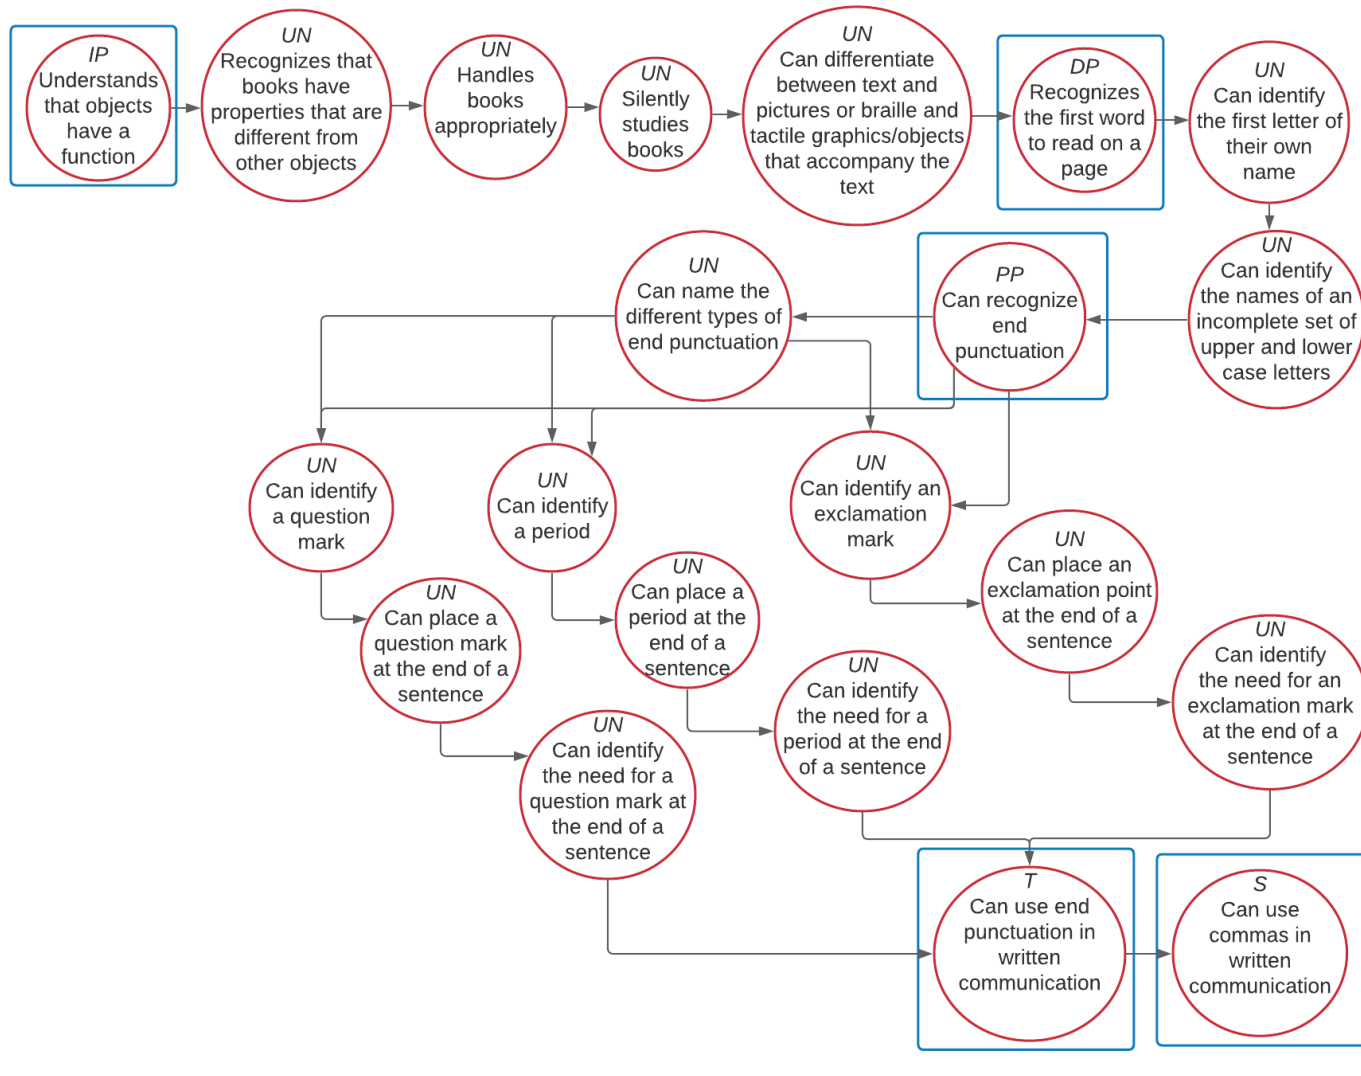 IP
Understands
that objects
have a
function
UN
Recognizes that
books have
properties that are
different from
other objects
UN
Handles
books
appropriately
UN
Silently
studies
books
UN
Can differentiate
between text and
pictures or braille and
tactile graphics/objects
that accompany the
text
DP
Recognizes
the first word
to read on a
page
UN
Can identify
the first letter of
their own
name
UN
Can identify
the names of an
incomplete set of
upper and lower
case letters
PP
Can recognize
end
punctuation
UN
Can name the
different types of
end punctuation
UN
Can identify
a question
mark
UN
Can identify
a period
UN
Can identify an
exclamation
mark
UN
Can place a
question mark
at the end of a
sentence
UN
Can place a
period at the
end of a
sentence
UN
Can place an
exclamation point
at the end of a
sentence
UN
Can identify
the need for a
question mark at
the end of a
sentence
UN
Can identify
the need for a
period at the end
of a sentence
UN
Can identify
the need for an
exclamation mark
at the end of a
sentence
T
Can use end
punctuation in
written
communication
S
Can use
commas in
written
communication